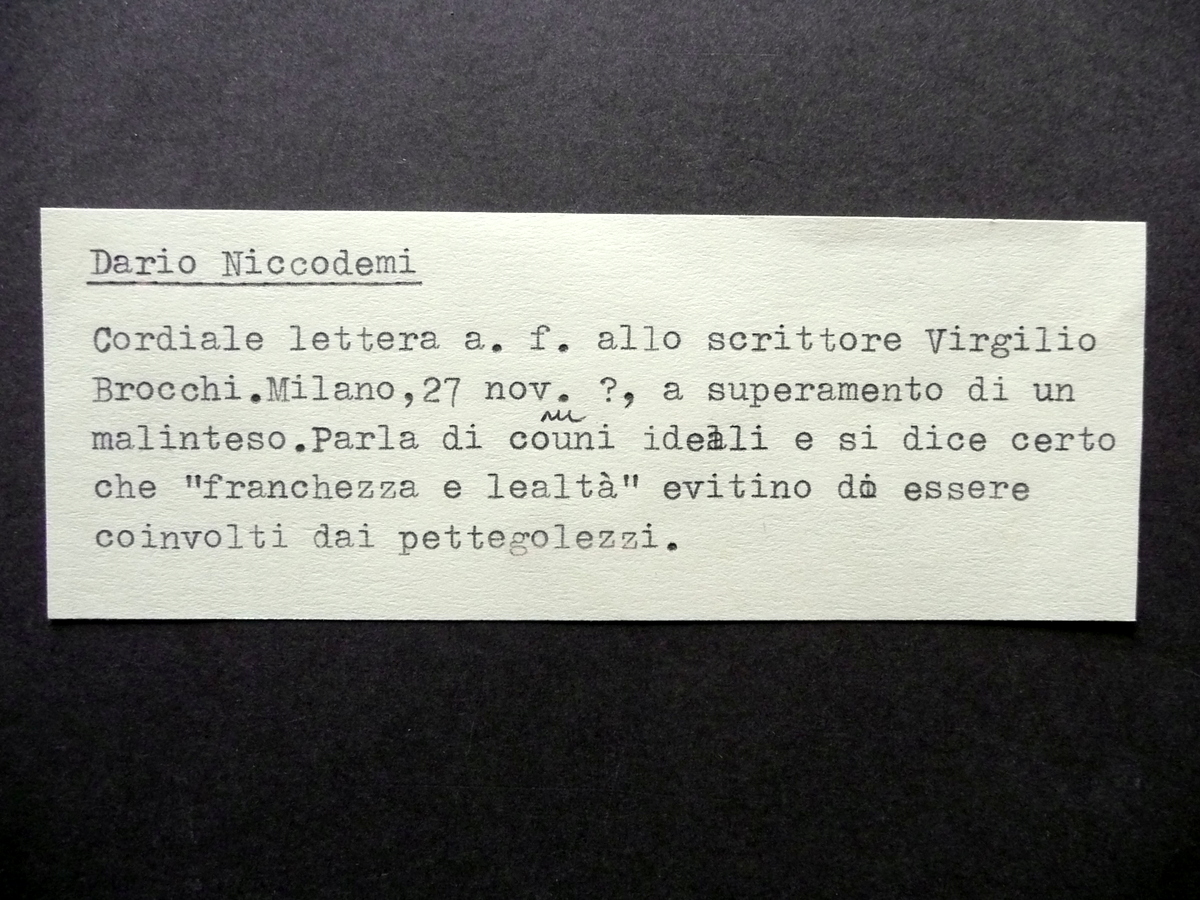 Dario Niccodemi
Cordiale lettera a. f. allo scrittore Virgilio
Brocchi.Milano,27 nov. ?, a superamento di un
malinteso.Parla di comuni ideali e si dice certo
che "franchezza e lealtà" evitino di essere
coinvolti dai pettegolezzi.